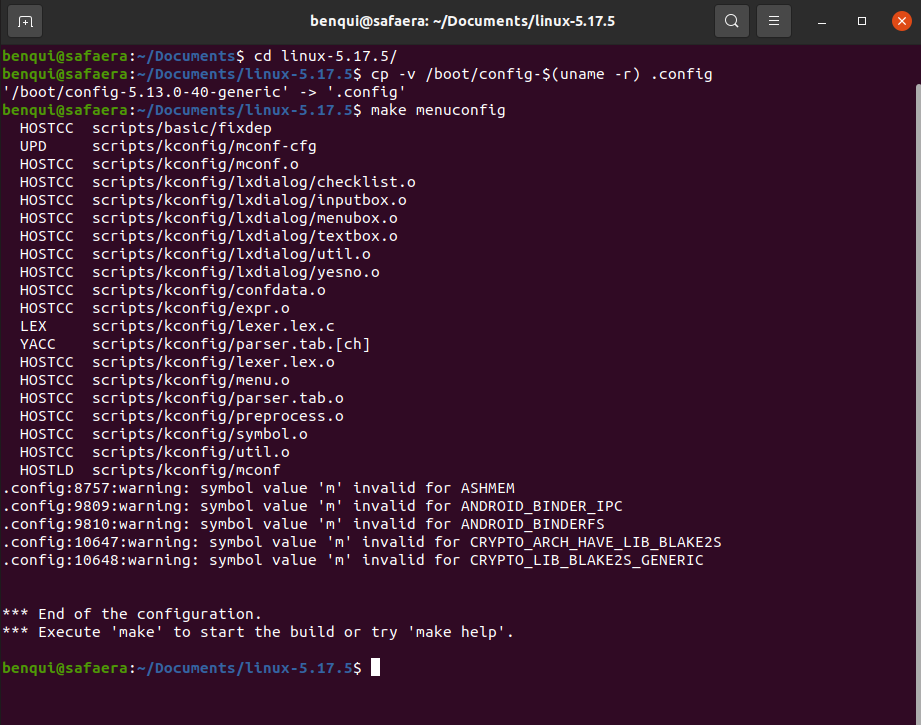 benqui@safaera: ~/Documents/linux-5.17.5
benqui@safaera:~/Documents$ cd linux-5.17.5/
benqui@safaera:~/Documents/linux-5.17.5$ cp -v /boot/config-$(uname -r) .config
'/boot/config-5.13.0-40-generic' -> '.config'
benqui@safaera:~/Documents/linux-5.17.5$ make menuconfig
  HOSTCC  scripts/basic/fixdep
  UPD     scripts/kconfig/mconf-cfg
  HOSTCC  scripts/kconfig/mconf.o
  HOSTCC  scripts/kconfig/lxdialog/checklist.o
  HOSTCC  scripts/kconfig/lxdialog/inputbox.o
  HOSTCC  scripts/kconfig/lxdialog/menubox.o
  HOSTCC  scripts/kconfig/lxdialog/textbox.o
  HOSTCC  scripts/kconfig/lxdialog/util.o
  HOSTCC  scripts/kconfig/lxdialog/yesno.o
  HOSTCC  scripts/kconfig/confdata.o
  HOSTCC  scripts/kconfig/expr.o
  LEX     scripts/kconfig/lexer.lex.c
  YACC    scripts/kconfig/parser.tab.[ch]
  HOSTCC  scripts/kconfig/lexer.lex.o
  HOSTCC  scripts/kconfig/menu.o
  HOSTCC  scripts/kconfig/parser.tab.o
  HOSTCC  scripts/kconfig/preprocess.o
  HOSTCC  scripts/kconfig/symbol.o
  HOSTCC  scripts/kconfig/util.o
  HOSTLD  scripts/kconfig/mconf
.config:8757:warning: symbol value 'm' invalid for ASHMEM
.config:9809:warning: symbol value 'm' invalid for ANDROID_BINDER_IPC
.config:9810:warning: symbol value 'm' invalid for ANDROID_BINDERFS
.config:10647:warning: symbol value 'm' invalid for CRYPTO_ARCH_HAVE_LIB_BLAKE2S
.config:10648:warning: symbol value 'm' invalid for CRYPTO_LIB_BLAKE2S_GENERIC
*** End of the configuration.
*** Execute 'make' to start the build or try 'make help'.
benqui@safaera:~/Documents/linux-5.17.5$